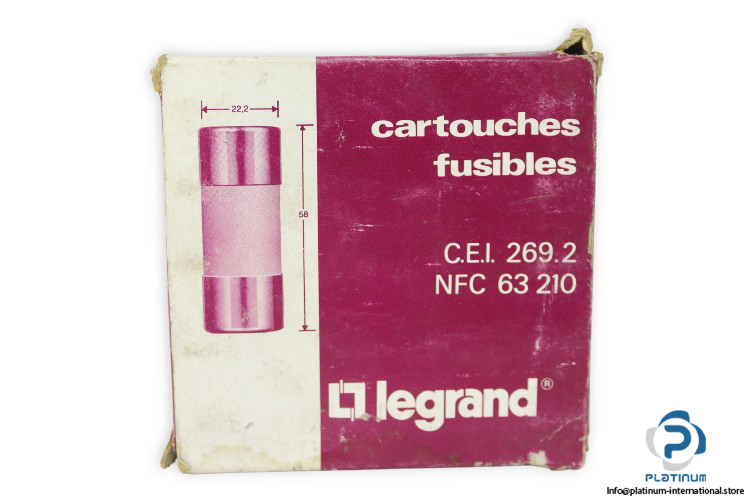 22,2
58
cartouches
fusibles
C.E.I. 269.2
NFC 63 210
legrand®
PLATINUM
Info@platinum-international.store